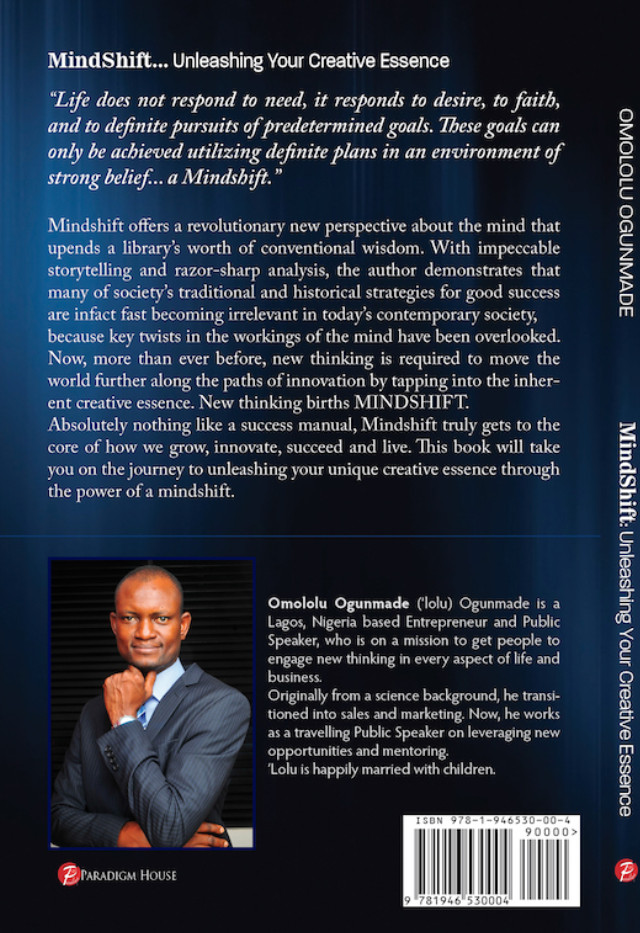 MindShift... Unleashing Your Creative Essence
“Life does not respond to need, it responds to desire, to faith,
and to definite pursuits of predetermined goals. These goals can
only be achieved utilizing definite plans in an environment of
strong belief... a Mindshift.”
Mindshift offers a revolutionary new perspective about the mind that
upends a library’s worth of conventional wisdom. With impeccable
storytelling and razor-sharp analysis, the author demonstrates that
many of society’s traditional and historical strategies for good success
are infact fast becoming irrelevant in today’s contemporary society,
because key twists in the workings of the mind have been overlooked.
Now, more than ever before, new thinking is required to move the
world further along the paths of innovation by tapping into the inher-
ent creative essence. New thinking births MINDSHIFT.
Absolutely nothing like a success manual, Mindshift truly gets to the
core of how we grow, innovate, succeed and live. This book will take
you on the journey to unleashing your unique creative essence through
the power of a mindshift.
Omololu Ogunmade (‘lolu) Ogunmade is a
Lagos, Nigeria based Entrepreneur and Public
Speaker, who is on a mission to get people to
engage new thinking in every aspect of life and
business.
Originally from a science background, he transi-
tioned into sales and marketing. Now, he works
as a travelling Public Speaker on leveraging new
opportunities and mentoring.
‘Lolu is happily married with children.
PARADIGM HOUSE
ISBN 978-1-946530-00-4
90000>
9 781946 530004
OMOLOLU OGUNMADE
MindShift: Unleashing Your Creative Essence